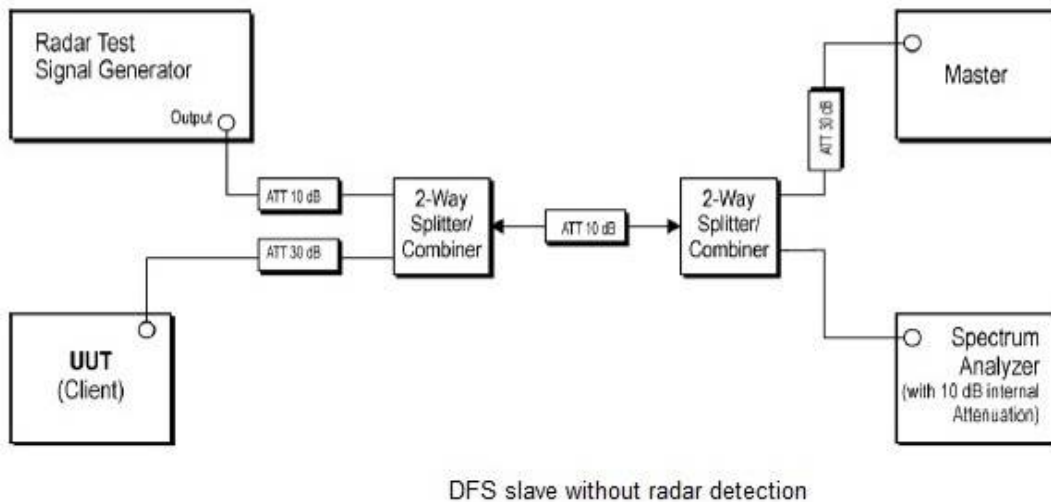 Radar Test
Signal Generator
Output
ATT 10 dB
2-Way
Splitter/
Combiner
ATT 30 dB
ATT 10 dB
2-Way
Splitter/
Combiner
ATT 30 dB
Master
UUT
(Client)
Spectrum
Analyzer
(with 10 dB internal
Attenuation)
DFS slave without radar detection